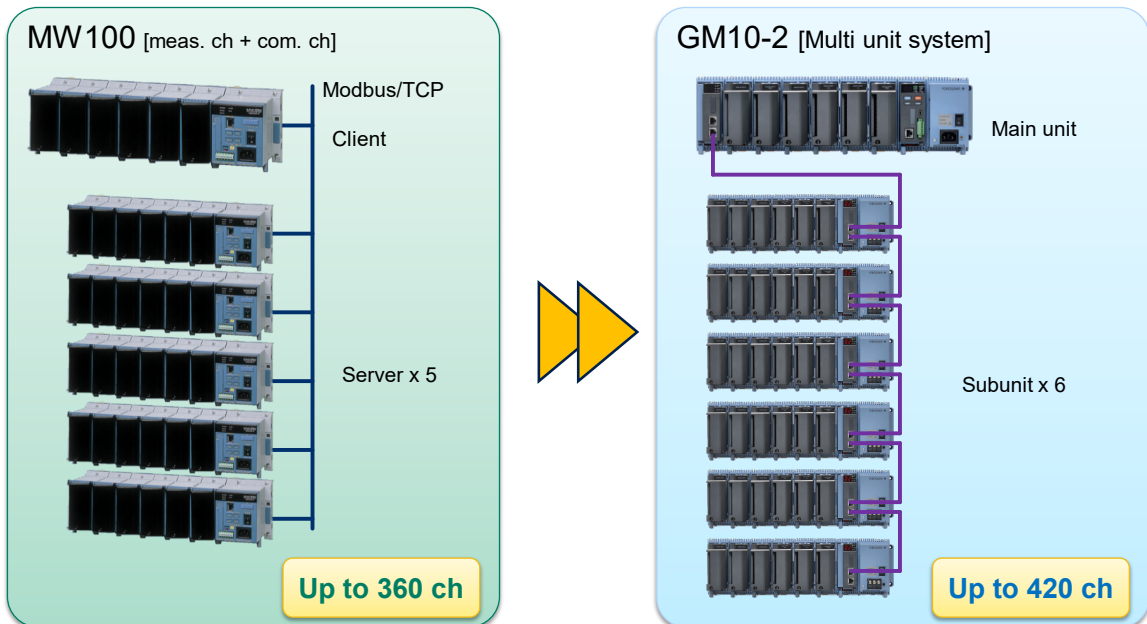 MW100 [meas. ch + com. ch]
Modbus/TCP
Client
Server x 5
Up to 360 ch
GM10-2 [Multi unit system]
Main unit
Subunit x 6
Up to 420 ch